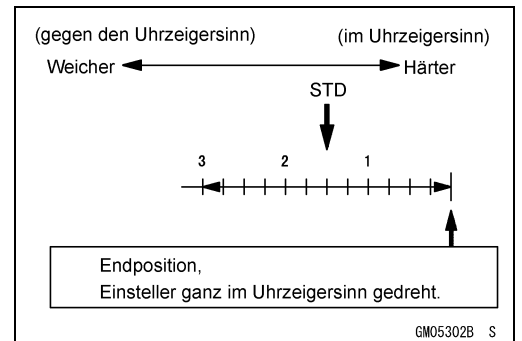 (gegen den Uhrzeigersinn) (im Uhrzeigersinn)
Weicher Härter
STD
3 2 1
Endposition,
Einsteller ganz im Uhrzeigersinn gedreht.
GM05302B S